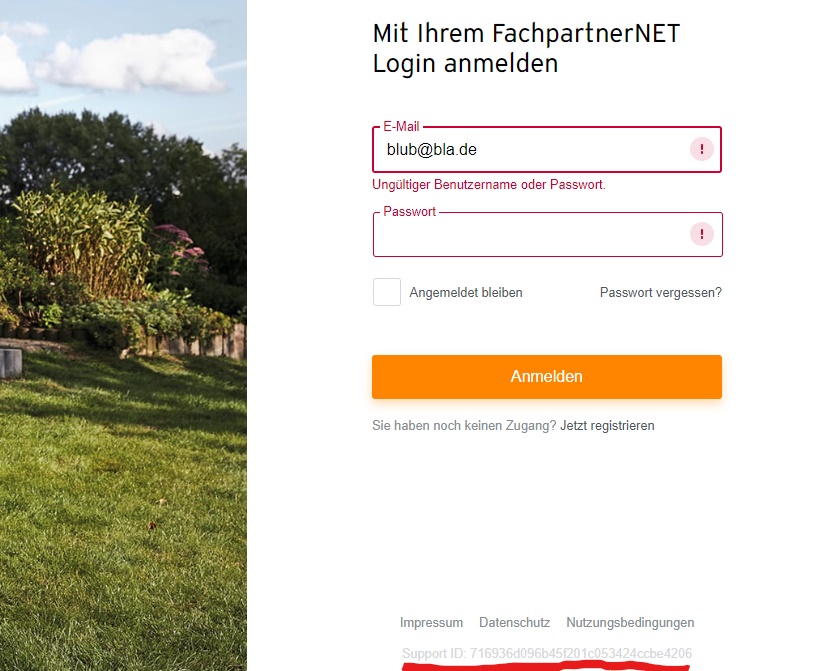 Mit Ihrem FachpartnerNET
Login anmelden
E-Mail
blub@bla.de
!
Ungültiger Benutzername oder Passwort.
Passwort
!
Angemeldet bleiben
Passwort vergessen?
Anmelden
Sie haben noch keinen Zugang? Jetzt registrieren
Impressum Datenschutz Nutzungsbedingungen
Support ID: 716936d096b45f201c053424ccbe4206